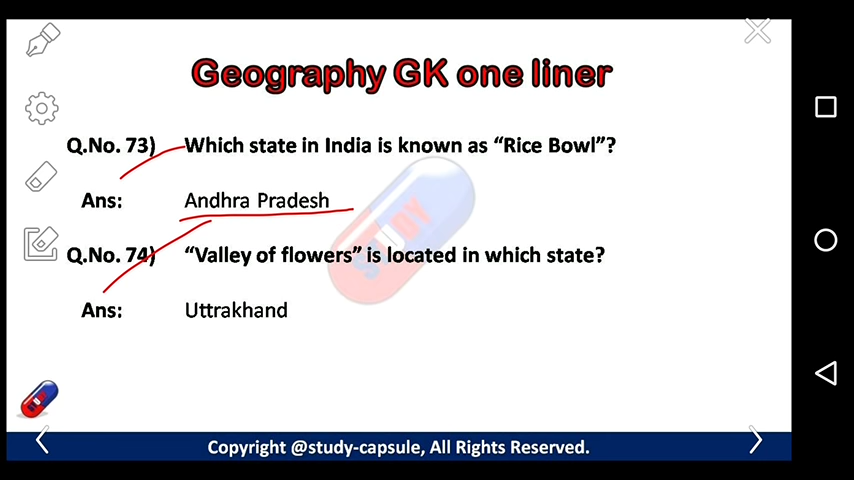 Geography GK one liner
Q.No. 73) Which state in India is known as “Rice Bowl”?
Ans: Andhra Pradesh
Q.No. 74) “Valley of flowers” is located in which state?
Ans: Uttrakhand
STUDY
Copyright @study-capsule, All Rights Reserved.